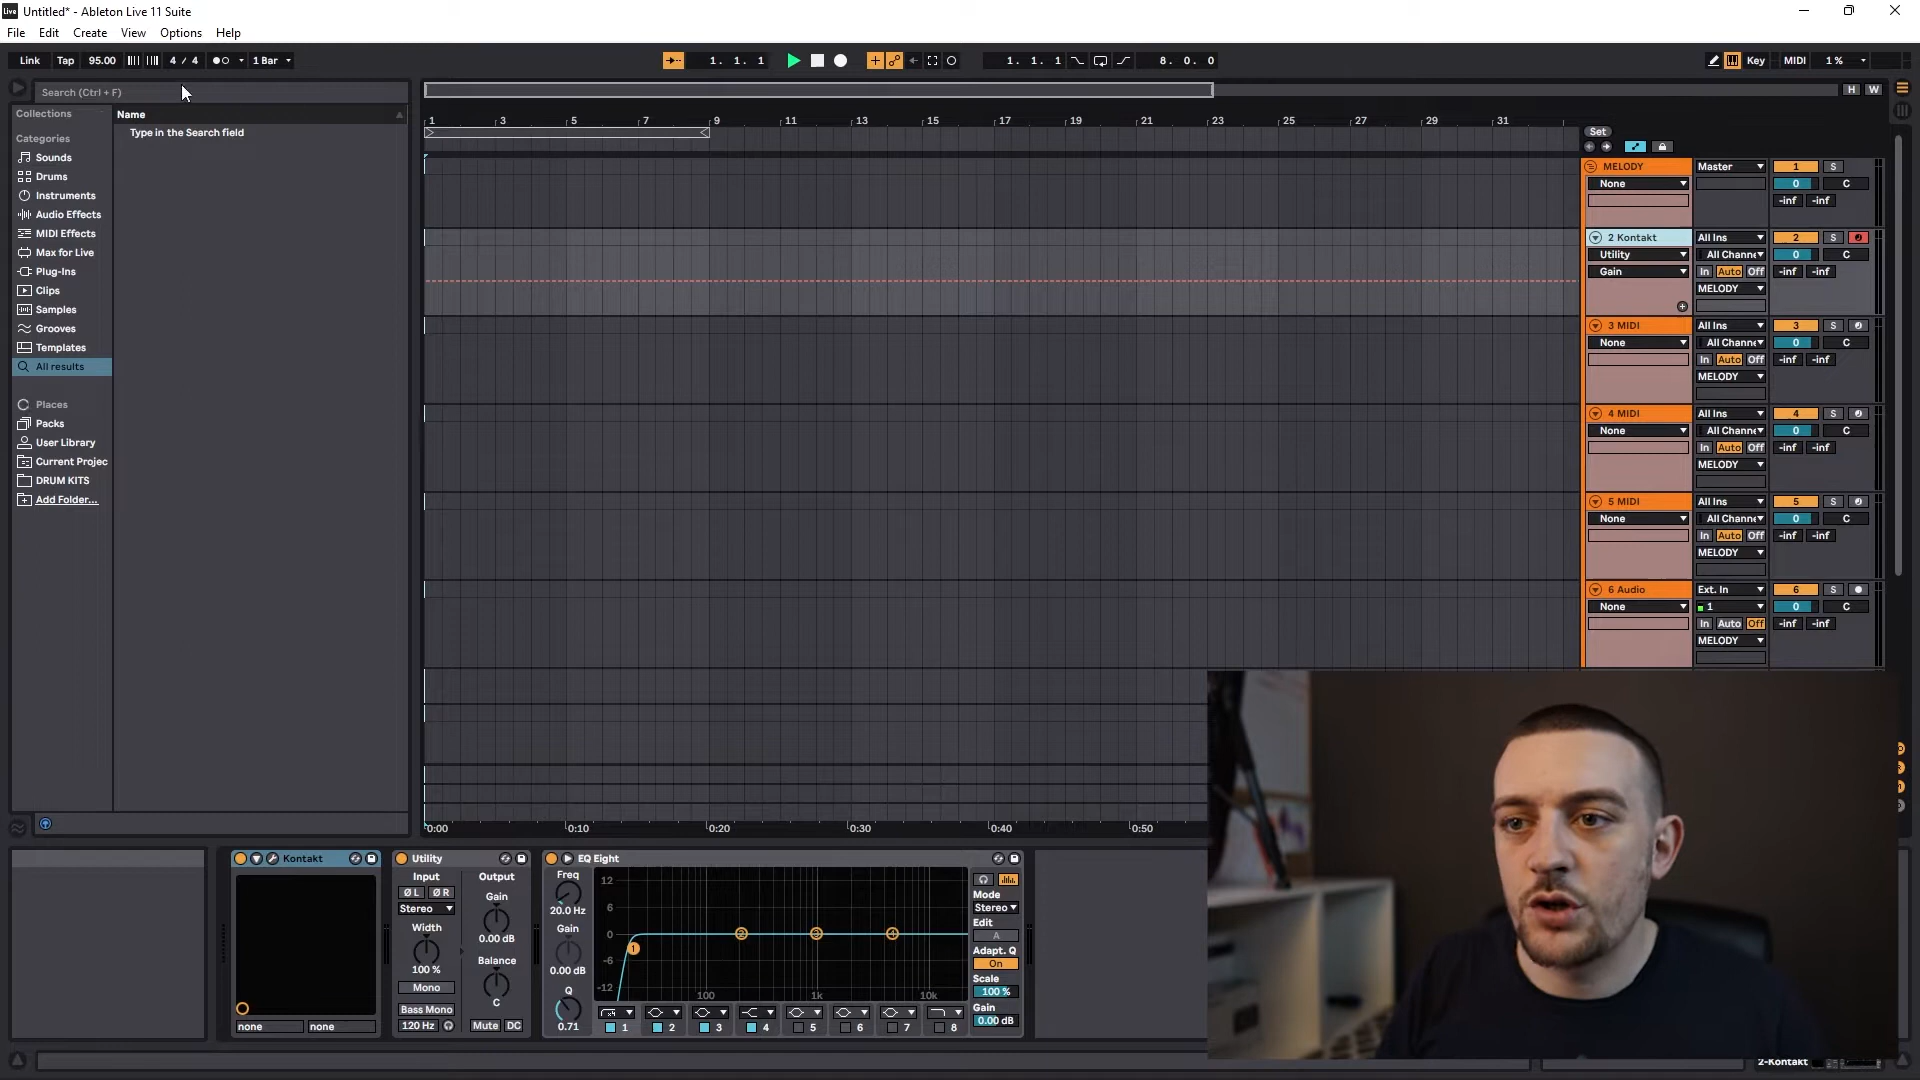 Untitled* - Ableton Live 11 Suite
File Edit Create View Options Help
Link Tap 95.00 4 / 4 1 Bar 1. 1. 1 1. 1. 1 8. 0. 0 Key MIDI 1 %
Search (Ctrl + F)
H W
Collections
Name
Type in the Search field
Categories
Sounds
Drums
Instruments
Audio Effects
MIDI Effects
Max for Live
Plug-Ins
Clips
Samples
Grooves
Templates
All results
Places
Packs
User Library
Current Projec
DRUM KITS
Add Folder...
1 3 5 7 9 11 13 15 17 19 21 23 25 27 29 31
Set
MELODY Master 1 S
None 0 C
-inf -inf
2 Kontakt All Ins 2 S
Utility All Channe 0 C
Gain In Auto Off -inf -inf
MELODY
3 MIDI All Ins 3 S
None All Channe 0 C
In Auto Off -inf -inf
MELODY
4 MIDI All Ins 4 S
None All Channe 0 C
In Auto Off -inf -inf
MELODY
5 MIDI All Ins 5 S
None All Channe 0 C
In Auto Off -inf -inf
MELODY
6 Audio Ext. In 6 S
None 1 0 C
In Auto Off -inf -inf
MELODY
0:00 0:10 0:20 0:30 0:40 0:50
Kontakt
none none
Utility
Input Output
Ø L Ø R Gain
Stereo
0.00 dB
Width
100 %
Balance
Mono C
Bass Mono
120 Hz Mute DC
EQ Eight
Freq
20.0 Hz
Gain
0.00 dB
Q
0.71
12
6
0
-6
-12
100 1k 10k
1 2 3 4
1 2 3 4 5 6 7 8
Mode
Stereo
Edit
A
Adapt. Q
On
Scale
100 %
Gain
0.00 dB
2-Kontakt